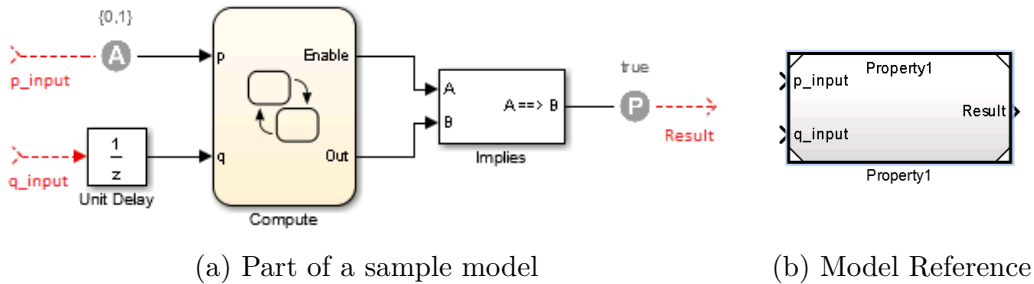 {0,1}
A
p_input
p
Enable
A
A ==> B
B
Implies
true
P
Result
q_input
1
z
Unit Delay
q
Out
Compute
Property1
p_input
Result
q_input
Property1
(a) Part of a sample model
(b) Model Reference